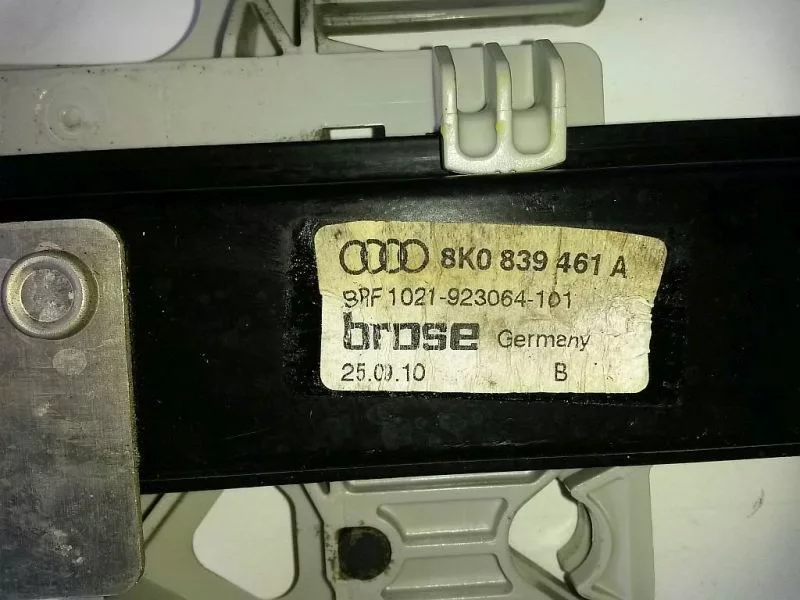 8K0 839 461 A
BRF 1021-923064-101
brose Germany
25.09.10 B